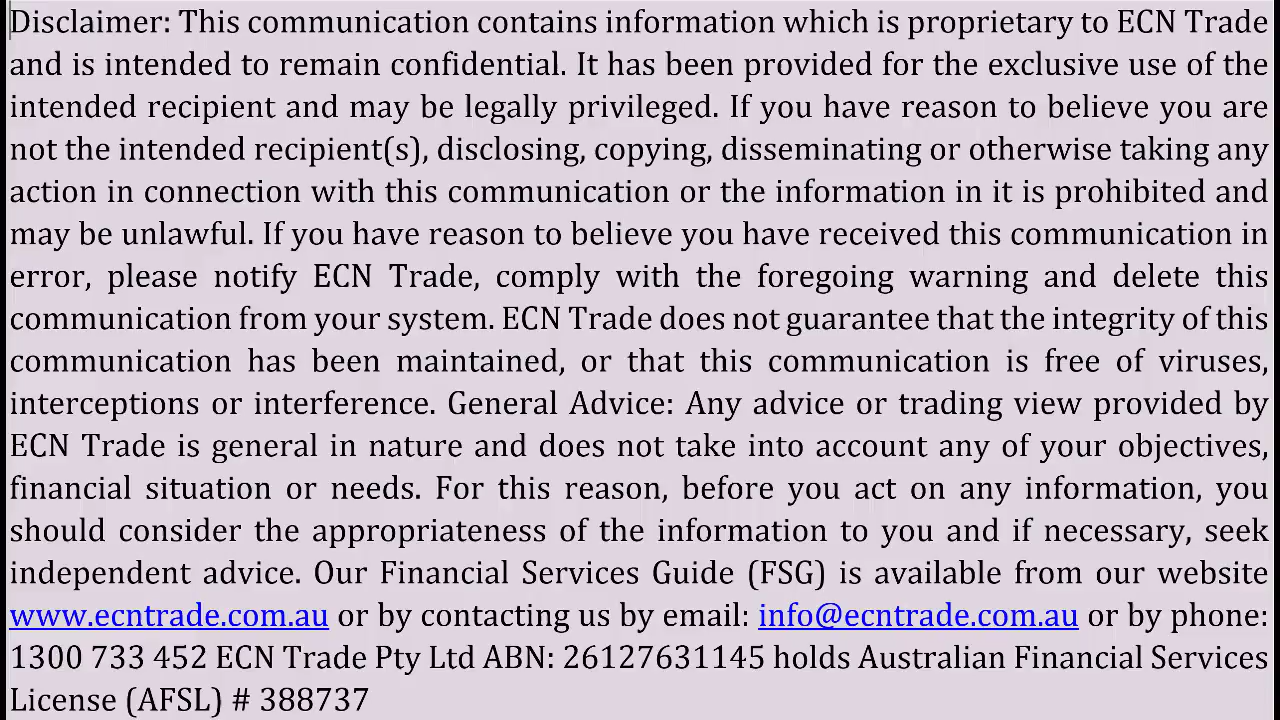 Disclaimer: This communication contains information which is proprietary to ECN Trade
and is intended to remain confidential. It has been provided for the exclusive use of the
intended recipient and may be legally privileged. If you have reason to believe you are
not the intended recipient(s), disclosing, copying, disseminating or otherwise taking any
action in connection with this communication or the information in it is prohibited and
may be unlawful. If you have reason to believe you have received this communication in
error, please notify ECN Trade, comply with the foregoing warning and delete this
communication from your system. ECN Trade does not guarantee that the integrity of this
communication has been maintained, or that this communication is free of viruses,
interceptions or interference. General Advice: Any advice or trading view provided by
ECN Trade is general in nature and does not take into account any of your objectives,
financial situation or needs. For this reason, before you act on any information, you
should consider the appropriateness of the information to you and if necessary, seek
independent advice. Our Financial Services Guide (FSG) is available from our website
www.ecntrade.com.au or by contacting us by email: info@ecntrade.com.au or by phone:
1300 733 452 ECN Trade Pty Ltd ABN: 26127631145 holds Australian Financial Services
License (AFSL) # 388737